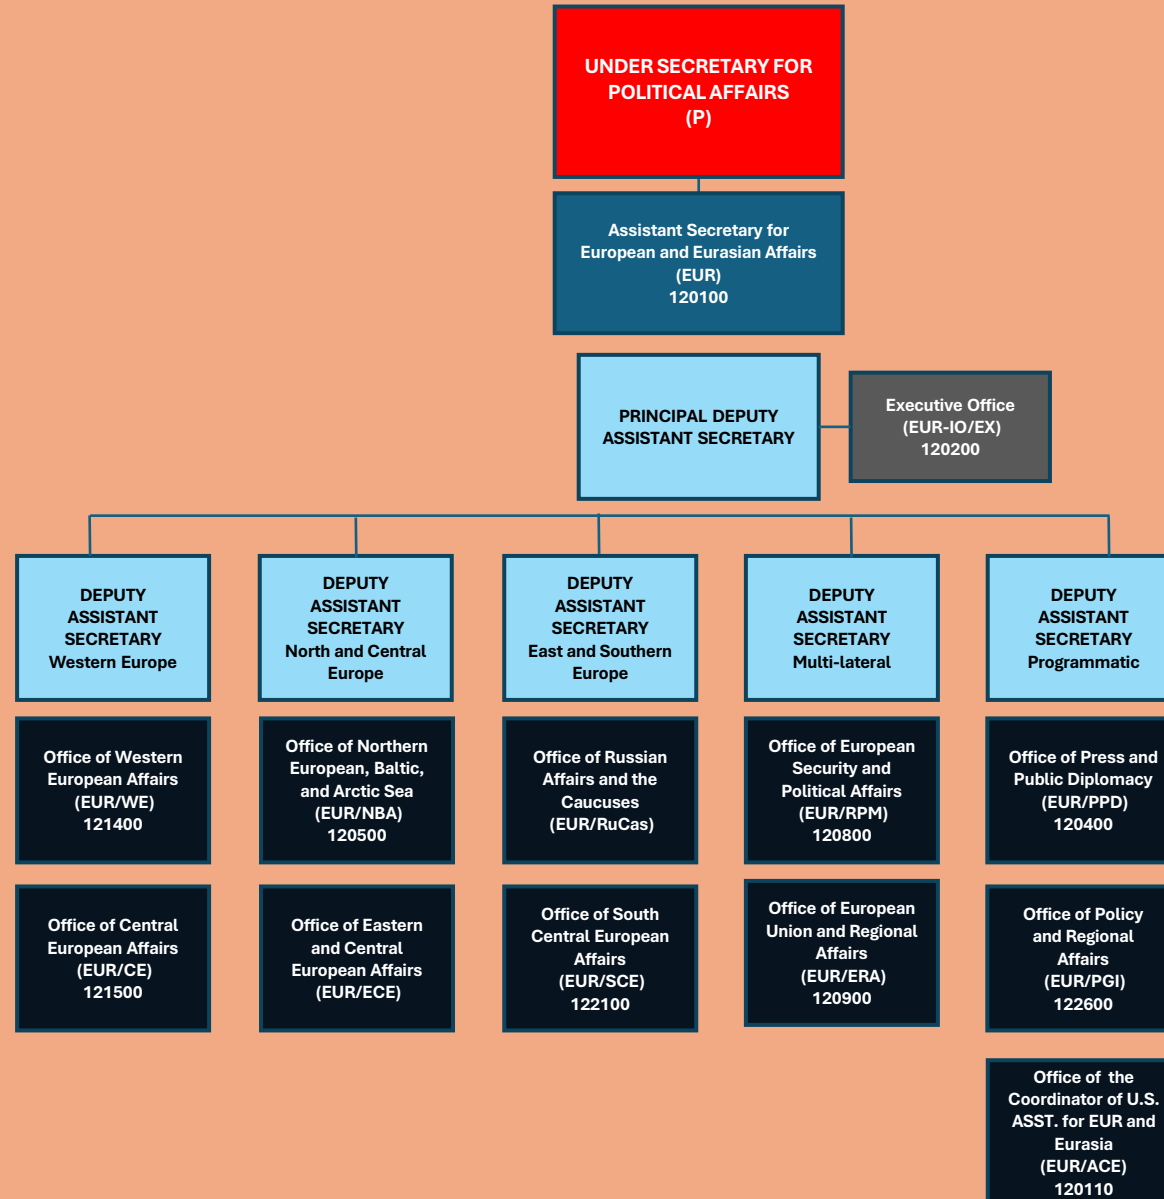 UNDER SECRETARY FOR
POLITICAL AFFAIRS
(P)
Assistant Secretary for
European and Eurasian Affairs
(EUR)
120100
PRINCIPAL DEPUTY
ASSISTANT SECRETARY
Executive Office
(EUR-IO/EX)
120200
DEPUTY
ASSISTANT
SECRETARY
Western Europe
DEPUTY
ASSISTANT
SECRETARY
North and Central
Europe
DEPUTY
ASSISTANT
SECRETARY
East and Southern
Europe
DEPUTY
ASSISTANT
SECRETARY
Multi-lateral
DEPUTY
ASSISTANT
SECRETARY
Programmatic
Office of Western
European Affairs
(EUR/WE)
121400
Office of Northern
European, Baltic,
and Arctic Sea
(EUR/NBA)
120500
Office of Russian
Affairs and the
Caucuses
(EUR/RuCas)
Office of European
Security and
Political Affairs
(EUR/RPM)
120800
Office of Press and
Public Diplomacy
(EUR/PPD)
120400
Office of Central
European Affairs
(EUR/CE)
121500
Office of Eastern
and Central
European Affairs
(EUR/ECE)
Office of South
Central European
Affairs
(EUR/SCE)
122100
Office of European
Union and Regional
Affairs
(EUR/ERA)
120900
Office of Policy
and Regional
Affairs
(EUR/PGI)
122600
Office of the
Coordinator of U.S.
ASST. for EUR and
Eurasia
(EUR/ACE)
120110